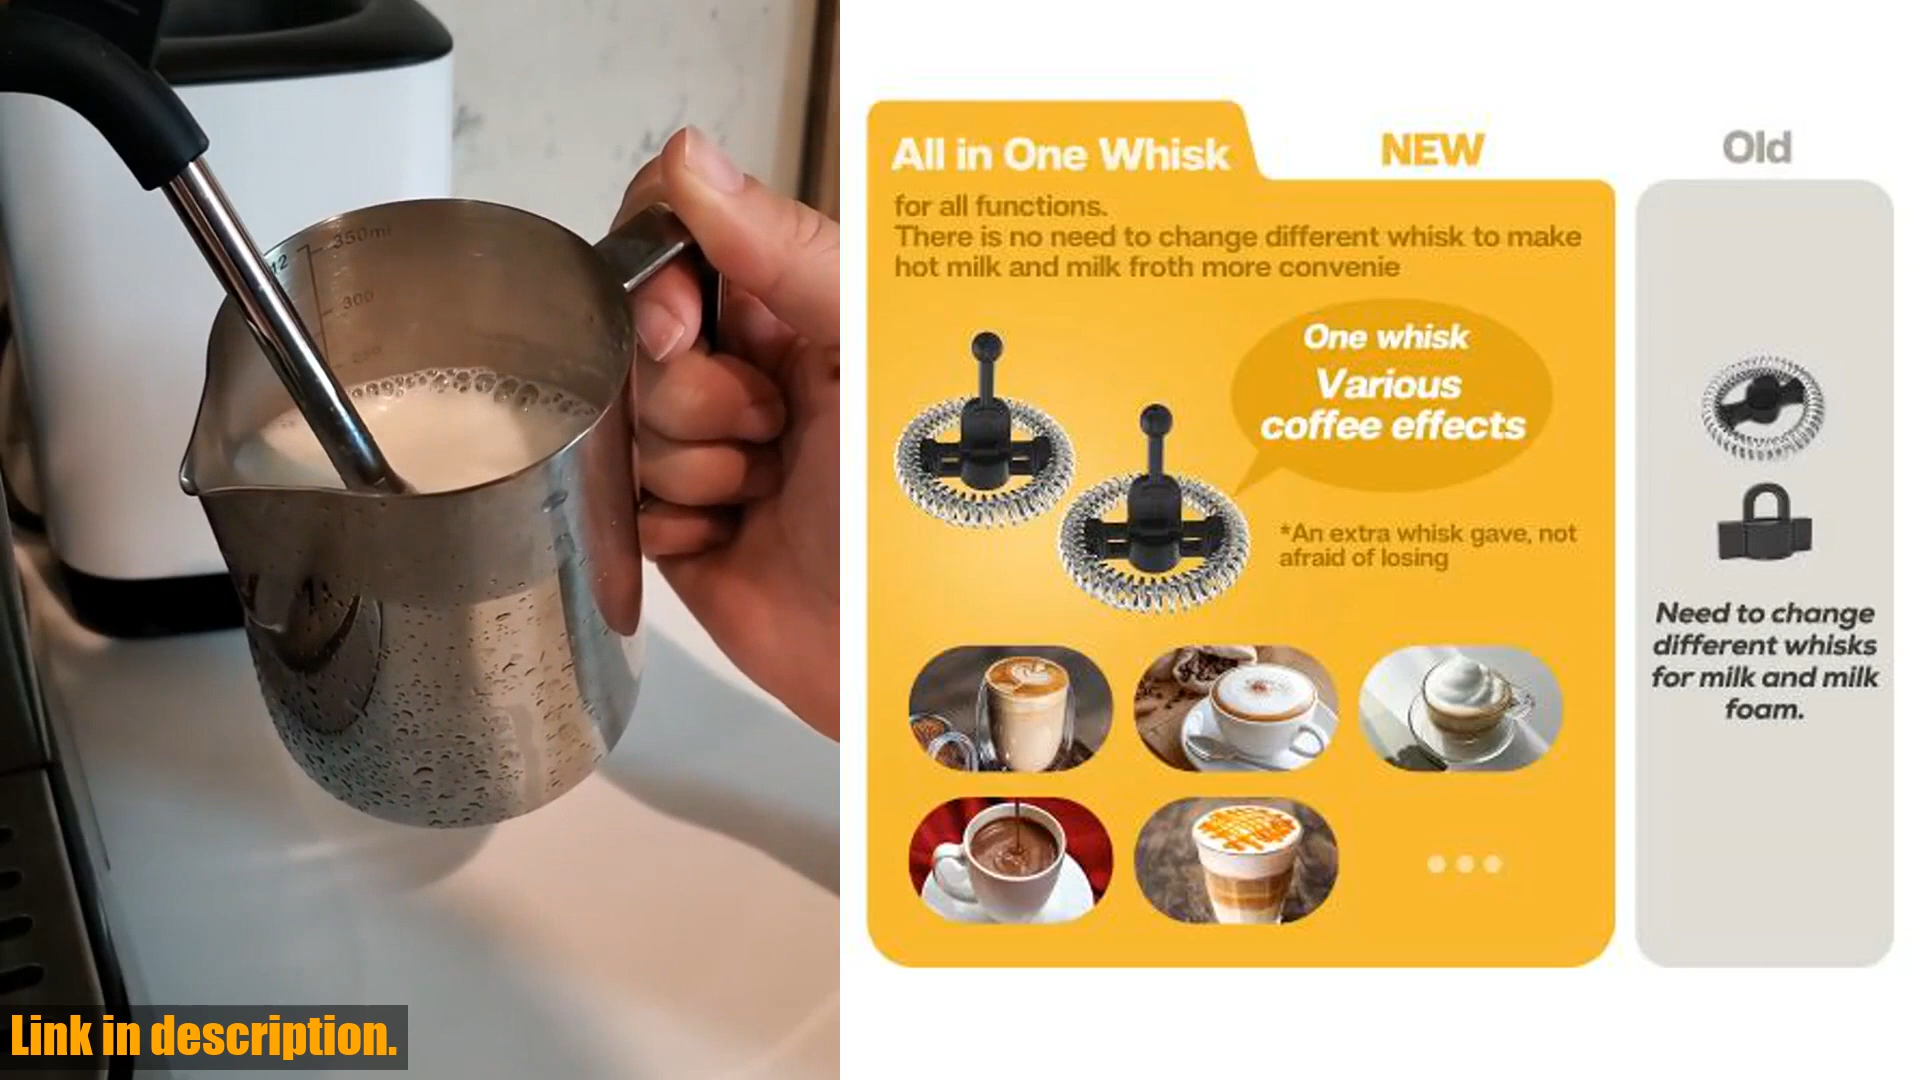 350ml
12
300
Link in description.
All in One Whisk
NEW
Old
for all functions.
There is no need to change different whisk to make
hot milk and milk froth more convenie
One whisk
Various
coffee effects
*An extra whisk gave, not
afraid of losing
Need to change
different whisks
for milk and milk
foam.